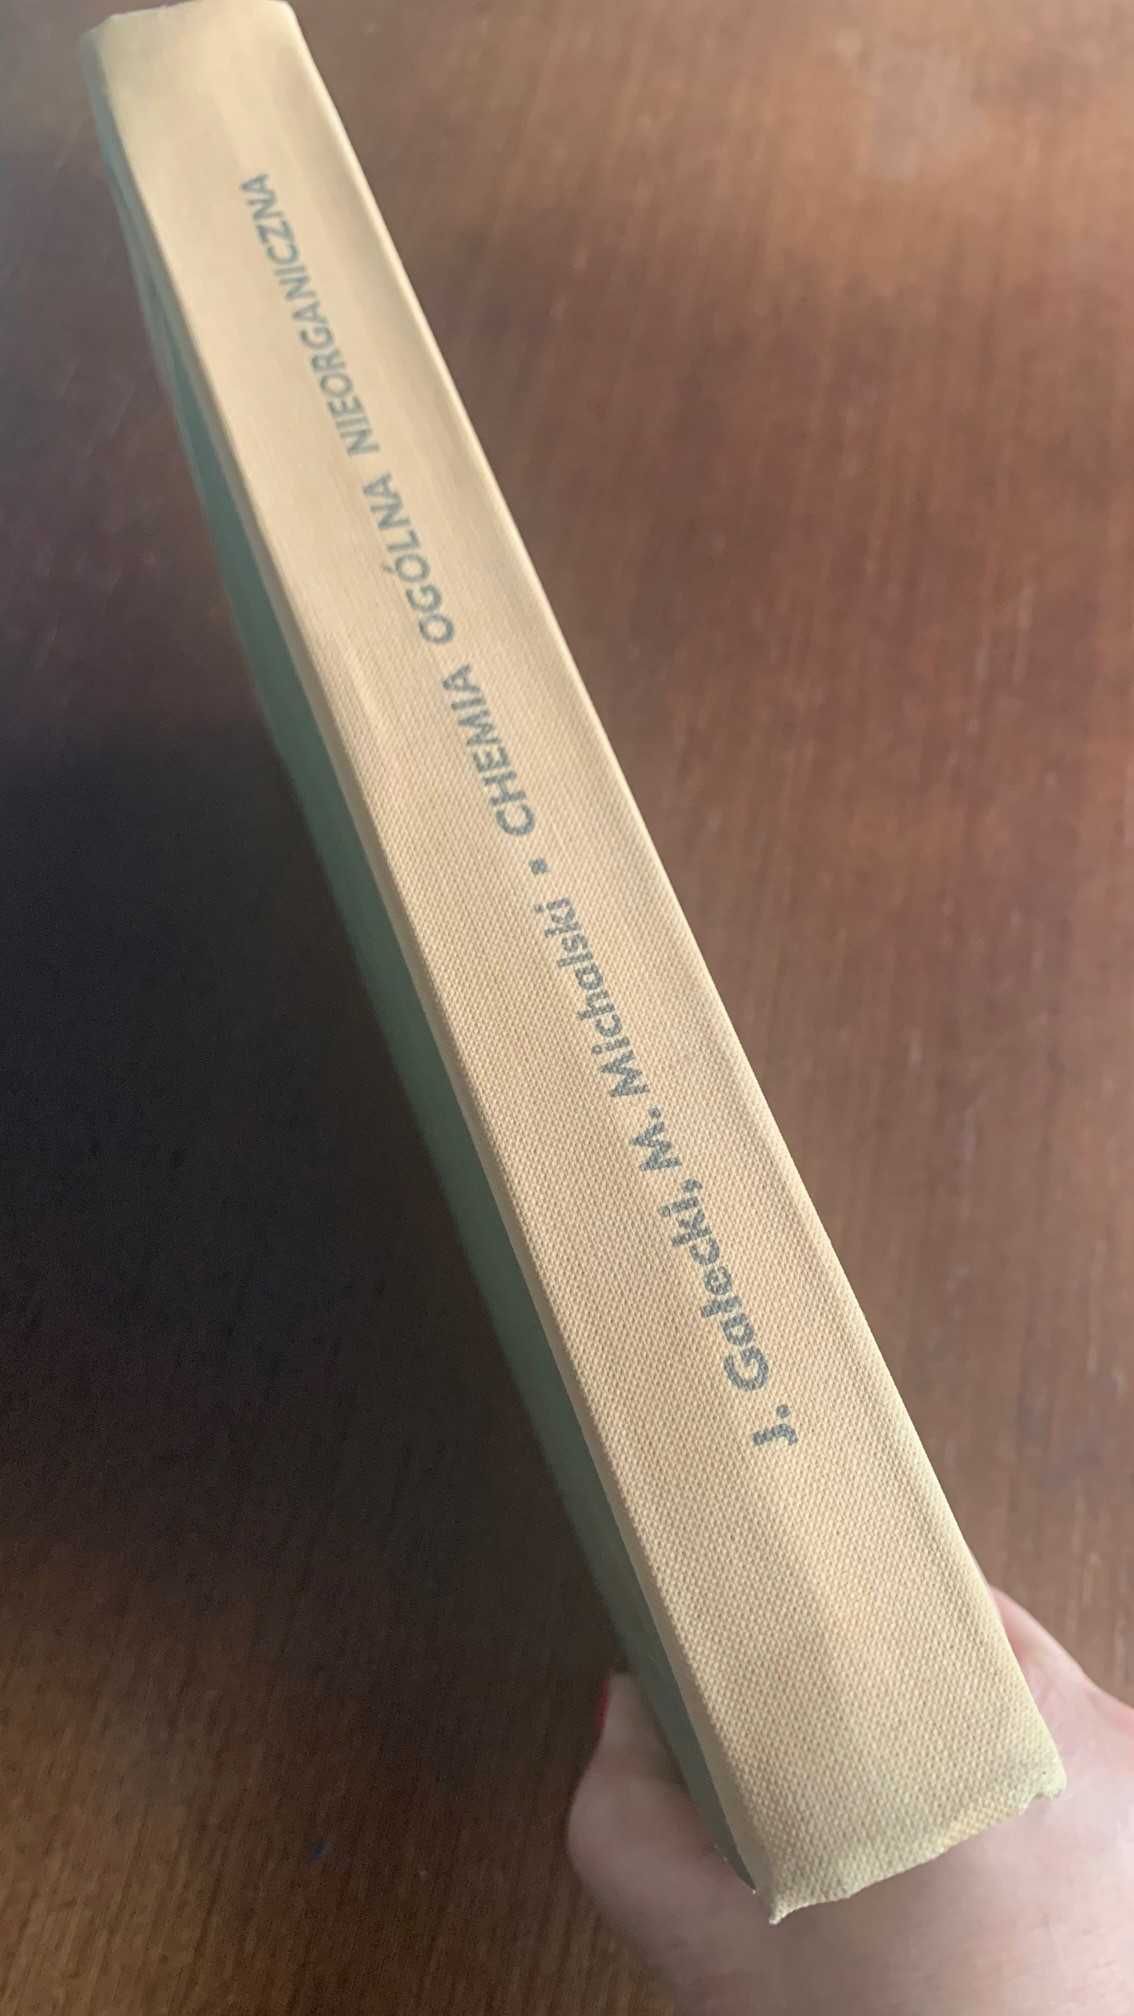 J. Gałecki, M. Michalski ▪ CHEMIA OGÓLNA NIEORGANICZNA